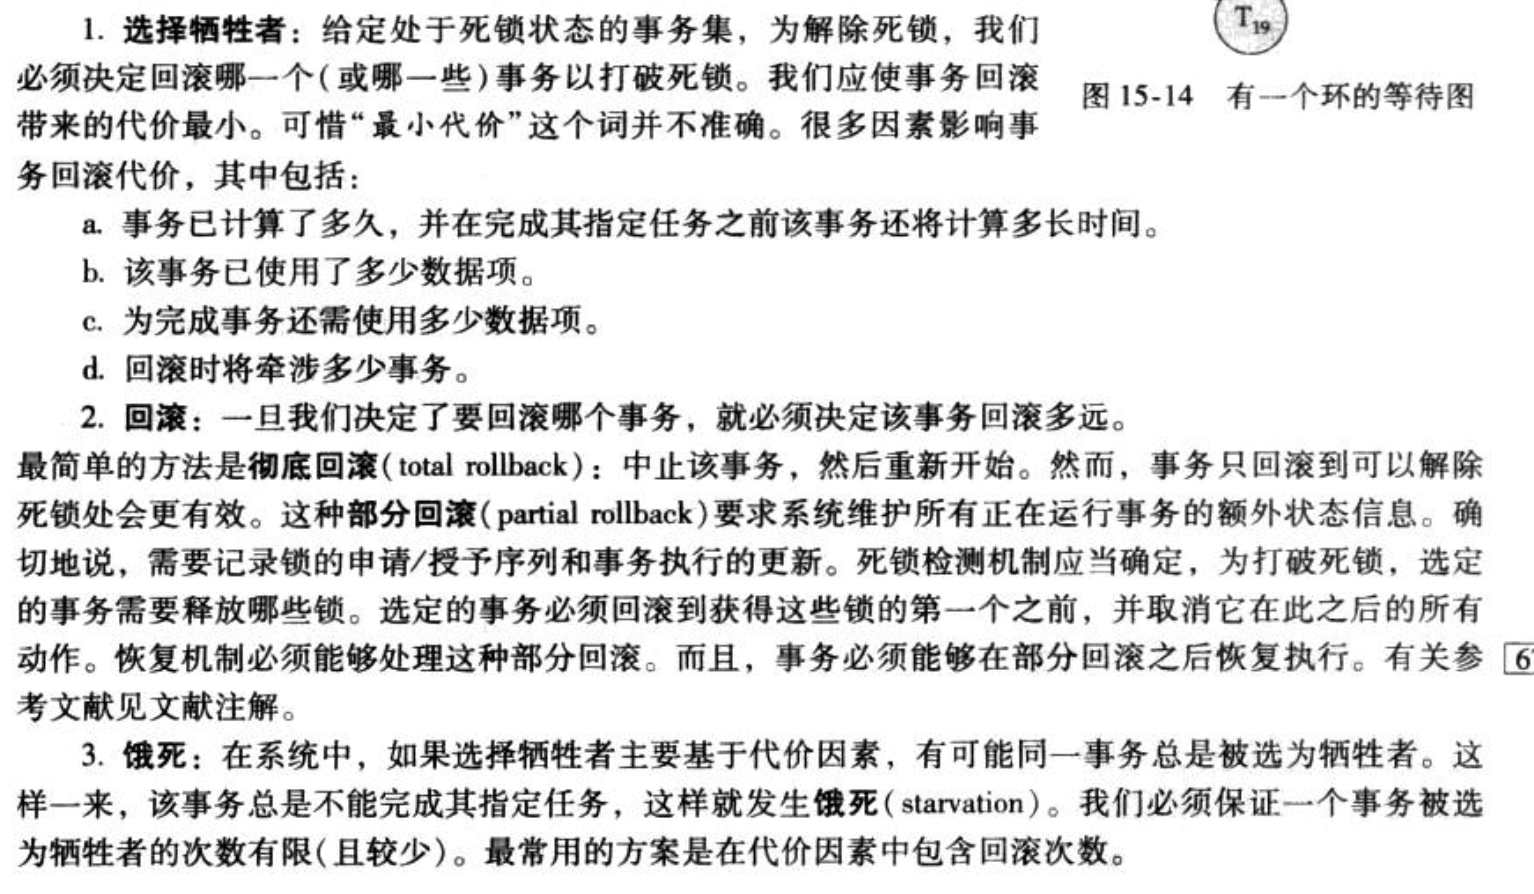 1. 选择牺牲者：给定处于死锁状态的事务集，为解除死锁，我们
必须决定回滚哪一个(或哪一些)事务以打破死锁。我们应使事务回滚
带来的代价最小。可惜“最小代价”这个词并不准确。很多因素影响事
务回滚代价，其中包括：
T19
图 15-14 有一个环的等待图
a. 事务已计算了多久，并在完成其指定任务之前该事务还将计算多长时间。
b. 该事务已使用了多少数据项。
c. 为完成事务还需使用多少数据项。
d. 回滚时将牵涉多少事务。
2. 回滚：一旦我们决定了要回滚哪个事务，就必须决定该事务回滚多远。
最简单的方法是彻底回滚(total rollback)：中止该事务，然后重新开始。然而，事务只回滚到可以解除
死锁处会更有效。这种部分回滚(partial rollback)要求系统维护所有正在运行事务的额外状态信息。确
切地说，需要记录锁的申请/授予序列和事务执行的更新。死锁检测机制应当确定，为打破死锁，选定
的事务需要释放哪些锁。选定的事务必须回滚到获得这些锁的第一个之前，并取消它在此之后的所有
动作。恢复机制必须能够处理这种部分回滚。而且，事务必须能够在部分回滚之后恢复执行。有关参
考文献见文献注解。
3. 饿死：在系统中，如果选择牺牲者主要基于代价因素，有可能同一事务总是被选为牺牲者。这
样一来，该事务总是不能完成其指定任务，这样就发生饿死(starvation)。我们必须保证一个事务被选
为牺牲者的次数有限(且较少)。最常用的方案是在代价因素中包含回滚次数。